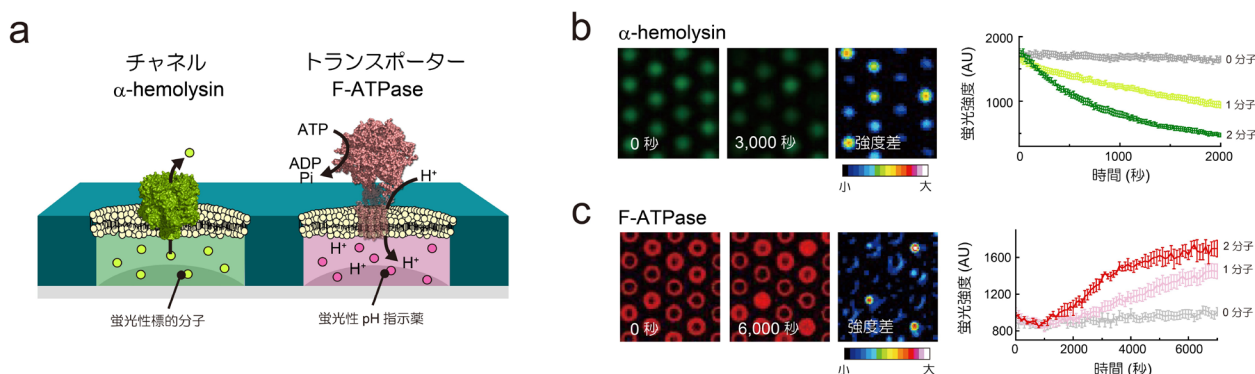 a
チャネル
α-hemolysin
トランスポーター
F-ATPase
ATP
ADP
Pi
H⁺
H⁺
H⁺
H⁺
蛍光性標的分子
蛍光性 pH 指示薬
b
α-hemolysin
0 秒
3,000 秒
強度差
小
大
蛍光強度 (AU)
2000
1000
0
1000
2000
時間 (秒)
0 分子
1 分子
2 分子
c
F-ATPase
0 秒
6,000 秒
強度差
小
大
蛍光強度 (AU)
1600
1200
800
0
2000
4000
6000
時間 (秒)
2 分子
1 分子
0 分子